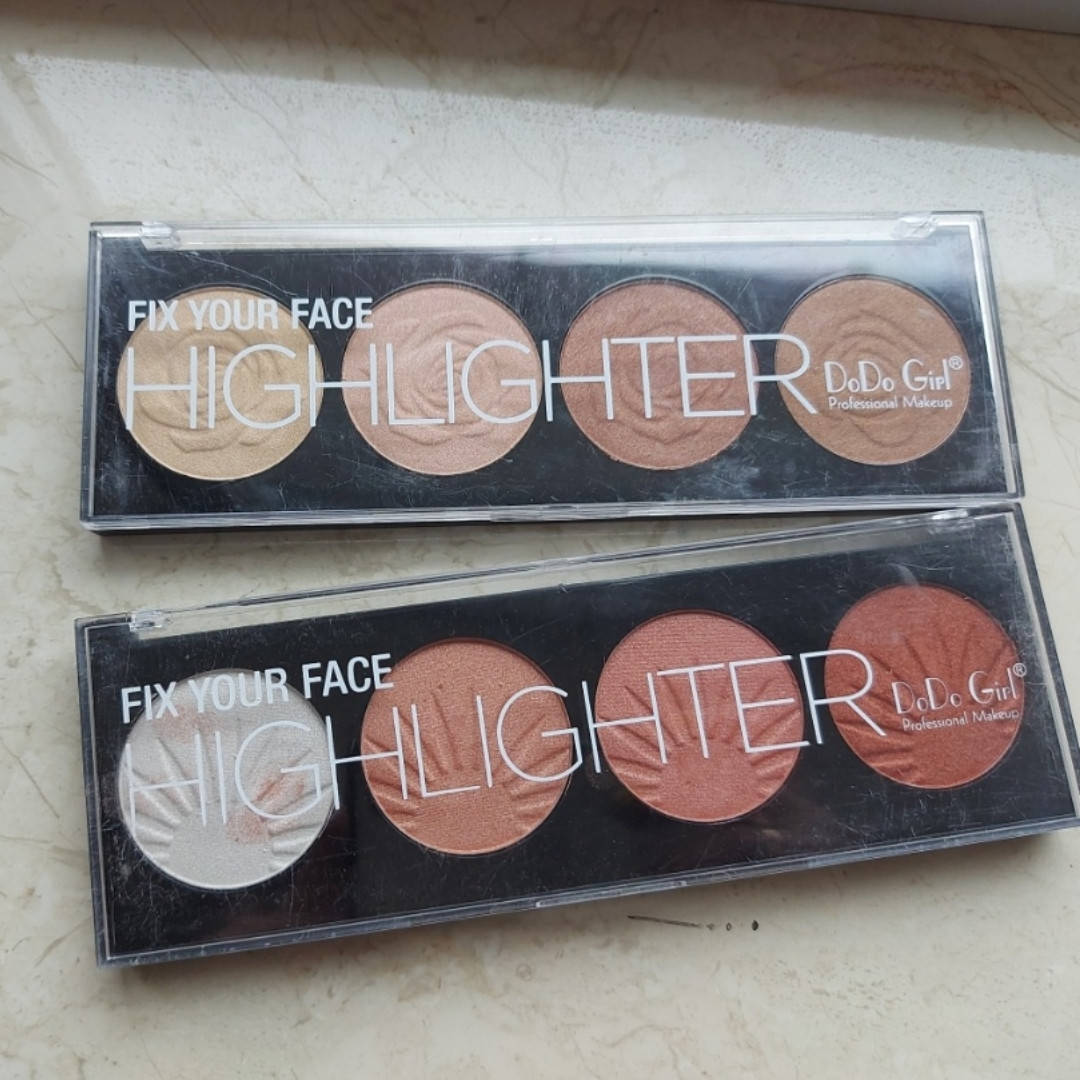 FIX YOUR FACE
HIGHLIGHTER
DoDo Girl®
Professional Makeup
FIX YOUR FACE
HIGHLIGHTER
DoDo Girl®
Professional Makeup